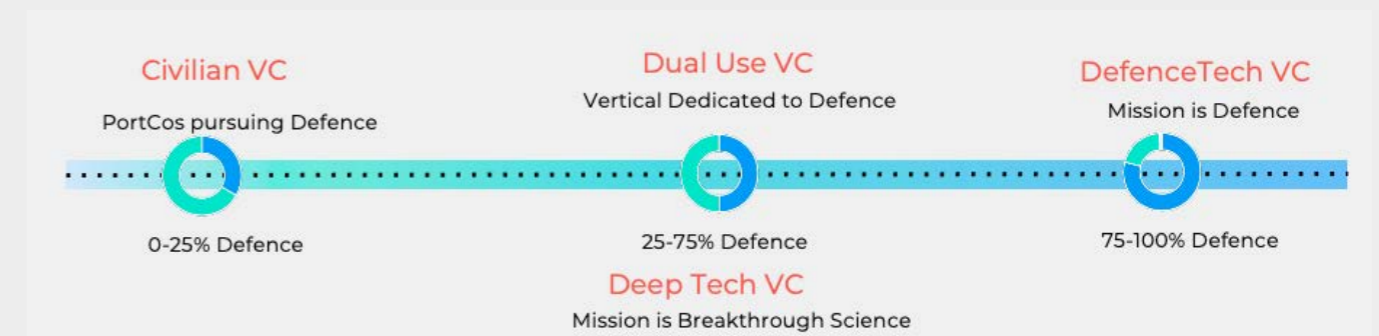 Civilian VC
PortCos pursuing Defence
0-25% Defence
Dual Use VC
Vertical Dedicated to Defence
25-75% Defence
Deep Tech VC
Mission is Breakthrough Science
DefenceTech VC
Mission is Defence
75-100% Defence